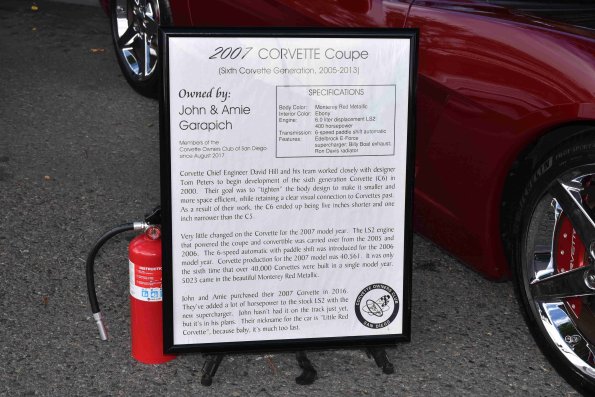 2007 CORVETTE Coupe
(Sixth Corvette Generation, 2005-2013)
Owned by:
John & Amie
Garapich
Members of the
Corvette Owners Club of San Diego
since August 2017
SPECIFICATIONS
Body Color: Monterey Red Metallic
Interior Color: Ebony
Engine: 6.0 liter displacement LS2
400 horsepower
Transmission: 6-speed paddle shift automatic
Features: Edelbrock E-Force
supercharger, Billy Boat exhaust,
Ron Davis radiator
Corvette Chief Engineer David Hill and his team worked closely with designer
Tom Peters to begin development of the sixth generation Corvette (C6) in
2000. Their goal was to "tighten" the body design to make it smaller and
more space efficient, while retaining a clear visual connection to Corvettes past.
As a result of their work, the C6 ended up being five inches shorter and one
inch narrower than the C5.
Very little changed on the Corvette for the 2007 model year. The LS2 engine
that powered the coupe and convertible was carried over from the 2005 and
2006. The 6-speed automatic with paddle shift was introduced for the 2006
model year. Corvette production for the 2007 model was 40,561. It was only
the sixth time that over 40,000 Corvettes were built in a single model year.
5023 came in the beautiful Monterey Red Metallic.
John and Amie purchased their 2007 Corvette in 2016.
They've added a lot of horsepower to the stock LS2 with the
new supercharger. John hasn't had it on the track just yet,
but it's in his plans. Their nickname for the car is "Little Red
Corvette", because baby, it's much too fast.
CORVETTE OWNERS CLUB
SAN DIEGO